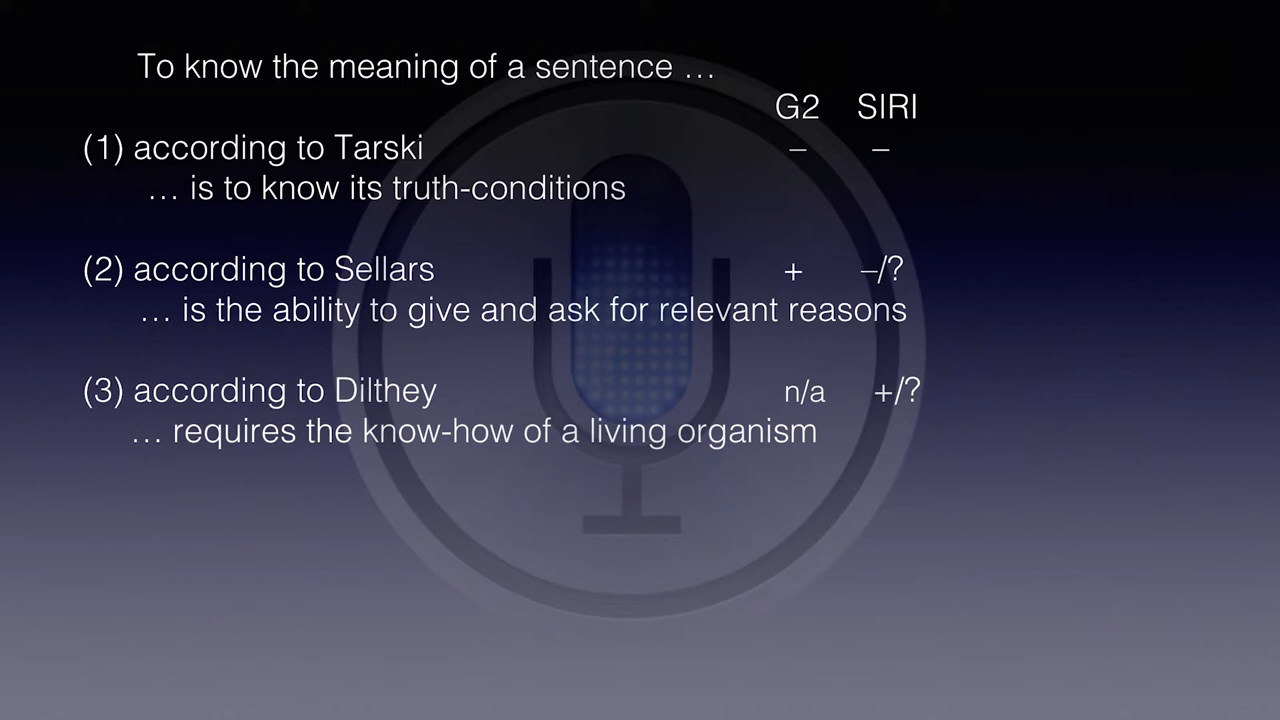 To know the meaning of a sentence …
G2 SIRI
(1) according to Tarski – –
… is to know its truth-conditions
(2) according to Sellars + –/?
… is the ability to give and ask for relevant reasons
(3) according to Dilthey n/a +/?
… requires the know-how of a living organism